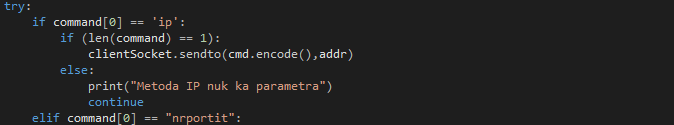 try:
    if command[0] == 'ip':
        if (len(command) == 1):
            clientSocket.sendto(cmd.encode(),addr)
        else:
            print("Metoda IP nuk ka parametra")
            continue
    elif command[0] == "nrportit":